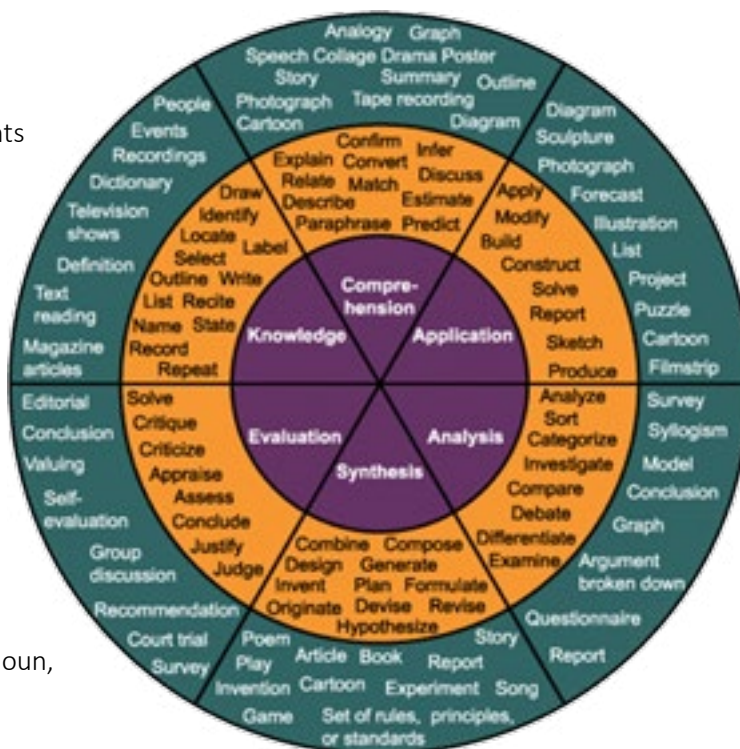 nts
oun,
Knowledge
Compre-
hension
Application
Analysis
Synthesis
Evaluation
Draw
Identify
Locate
Label
Select
Outline Write
List Recite
Name State
Record
Repeat
Confirm
Infer
Explain
Convert
Discuss
Relate
Match
Describe
Estimate
Paraphrase
Predict
Apply
Modify
Build
Construct
Solve
Report
Sketch
Produce
Analyze
Sort
Categorize
Investigate
Compare
Debate
Differentiate
Examine
Combine Compose
Design Generate
Invent Plan Formulate
Originate Devise Revise
Hypothesize
Solve
Critique
Criticize
Appraise
Assess
Conclude
Justify
Judge
People
Events
Recordings
Dictionary
Television
shows
Definition
Text
reading
Magazine
articles
Analogy Graph
Speech Collage Drama Poster
Story Summary Outline
Photograph Tape recording
Cartoon Diagram
Diagram
Sculpture
Photograph
Forecast
Illustration
List
Project
Puzzle
Cartoon
Filmstrip
Survey
Syllogism
Model
Conclusion
Graph
Argument
broken down
Questionnaire
Report
Poem Story
Play Article Book Report
Invention Cartoon Experiment Song
Game Set of rules, principles,
or standards
Editorial
Conclusion
Valuing
Self-
evaluation
Group
discussion
Recommendation
Court trial
Survey